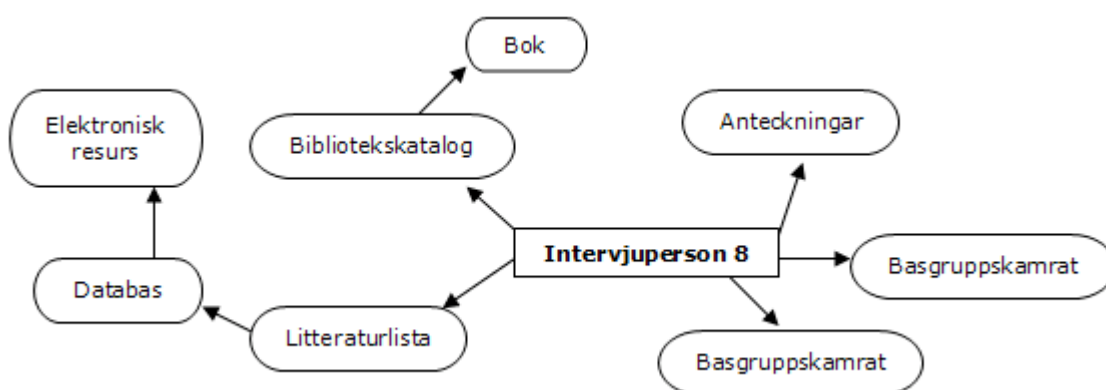 Bok
Elektronisk
resurs
Bibliotekskatalog
Anteckningar
Intervjuperson 8
Basgruppskamrat
Databas
Litteraturlista
Basgruppskamrat